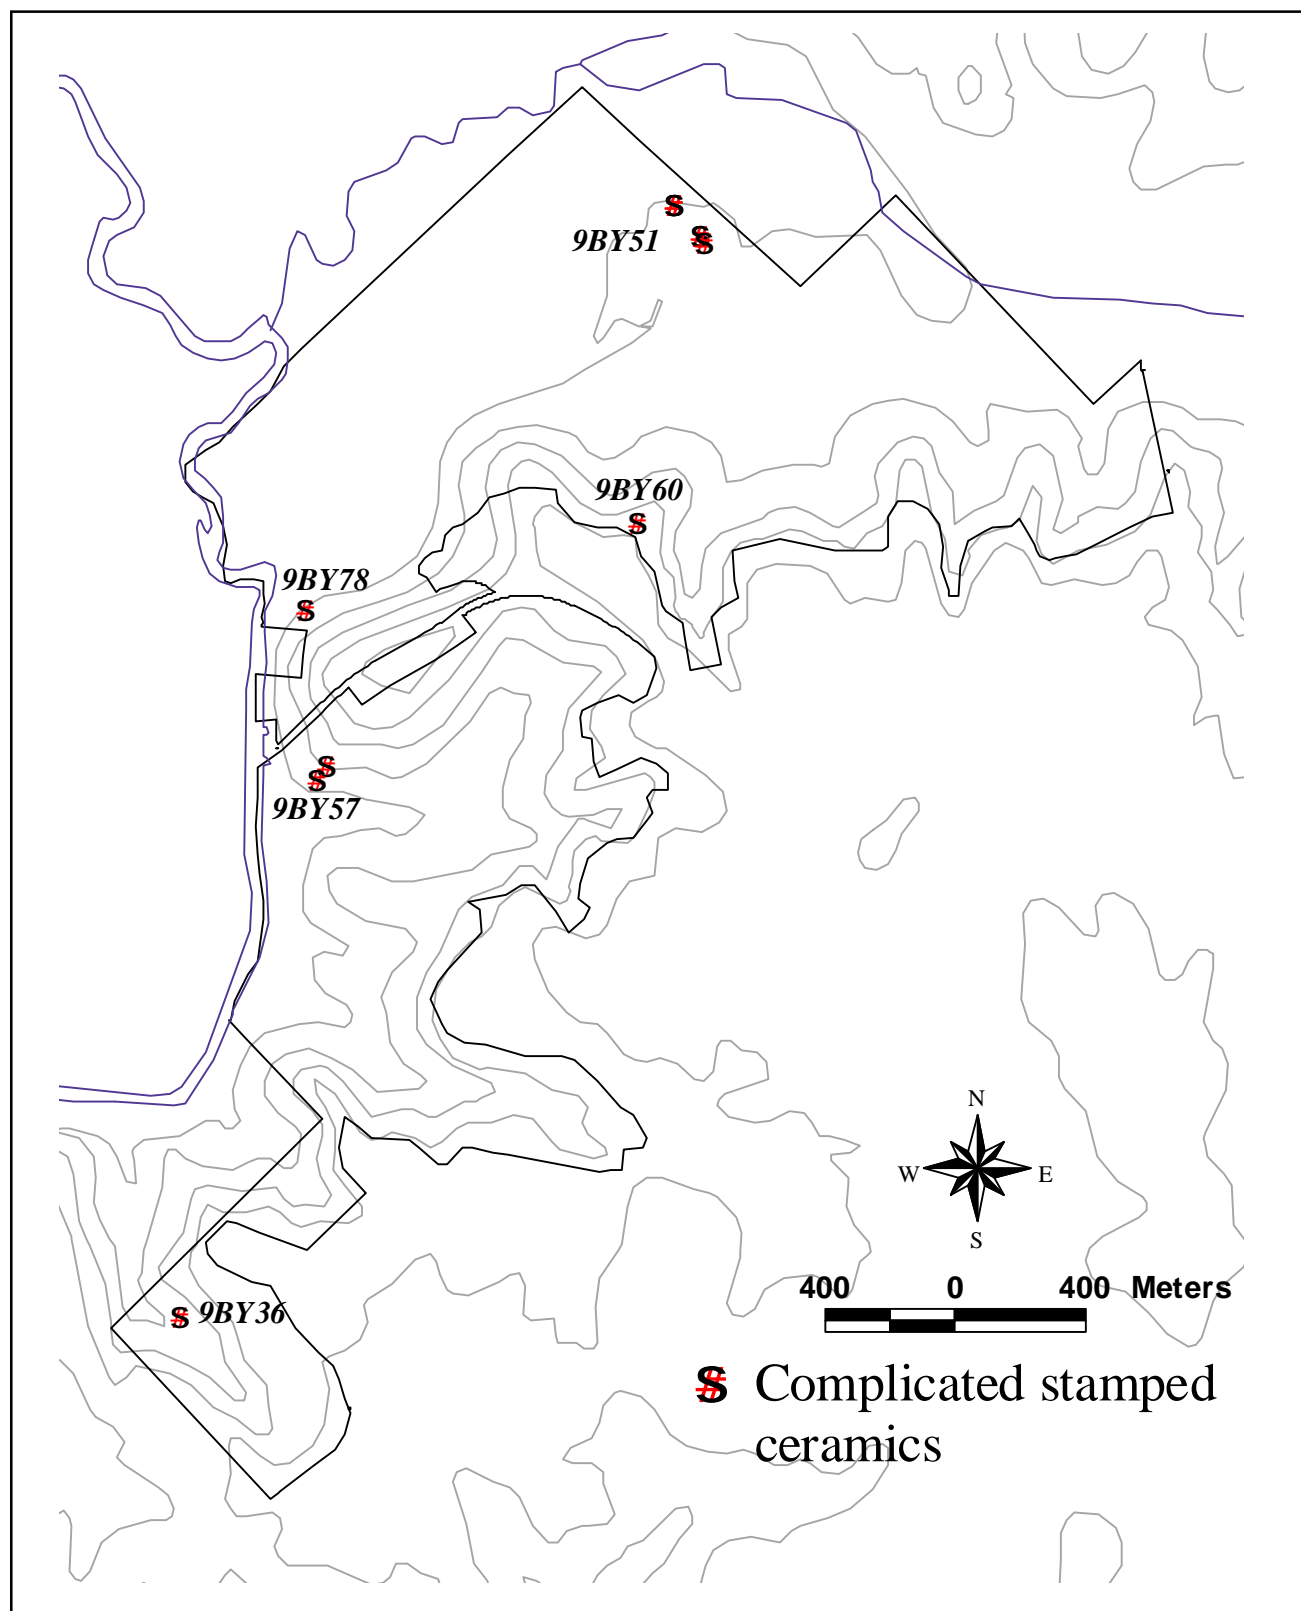 9BY51
9BY60
9BY78
9BY57
N
W E
S
9BY36
400 0 400 Meters
Complicated stamped
ceramics